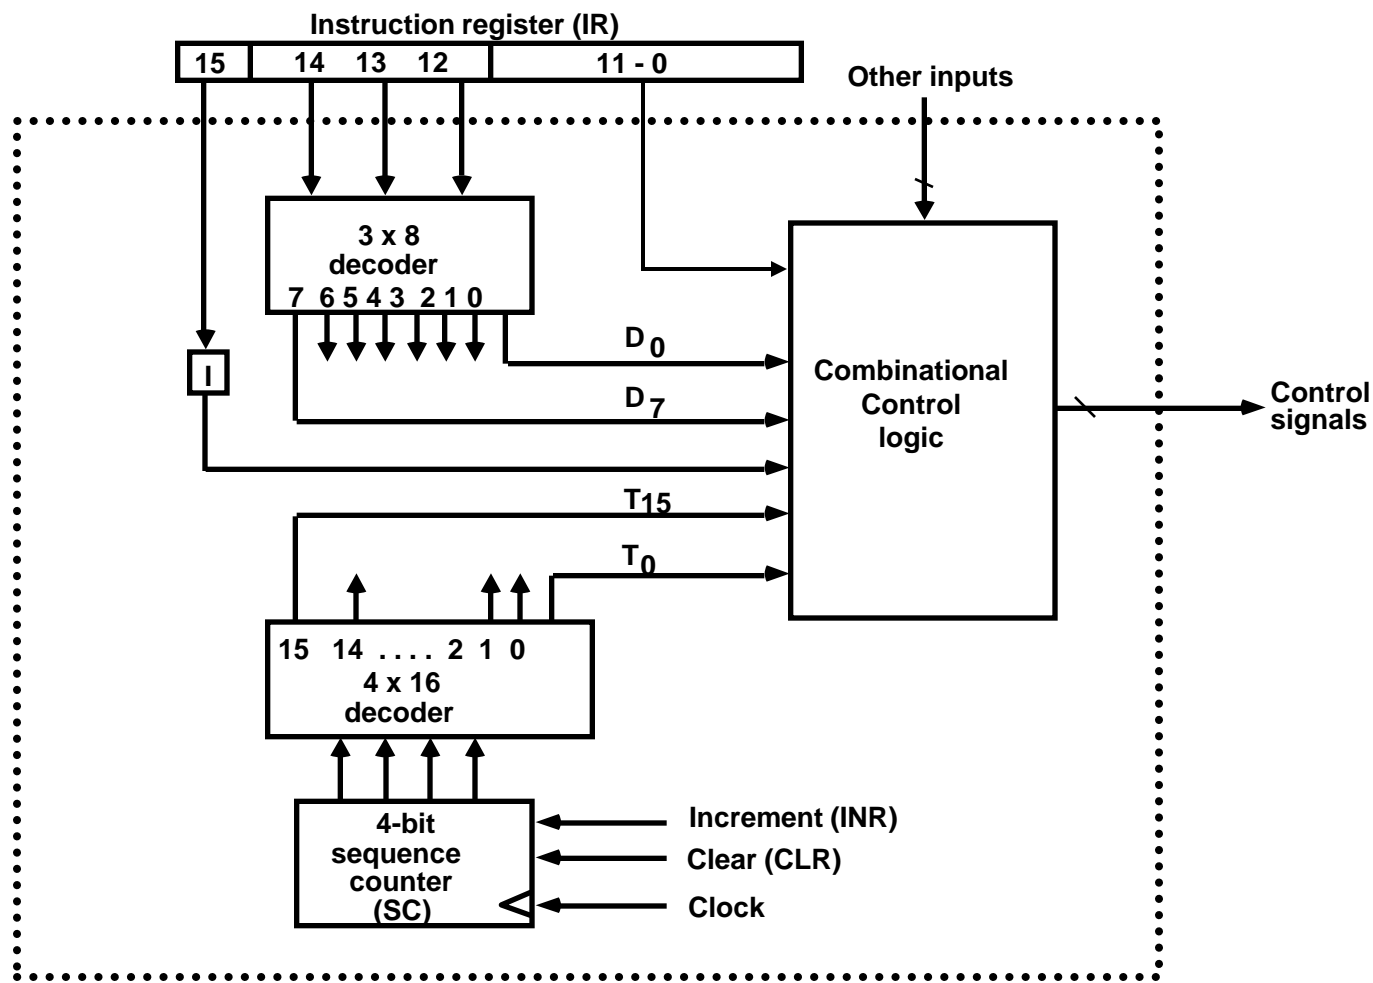 Instruction register (IR)
15 14 13 12 11 - 0
Other inputs
3 x 8
decoder
7 6 5 4 3 2 1 0
D0
I
D7
Combinational
Control
logic
Control
signals
T15
T0
15 14 . . . . 2 1 0
4 x 16
decoder
4-bit
sequence
counter
(SC)
Increment (INR)
Clear (CLR)
Clock